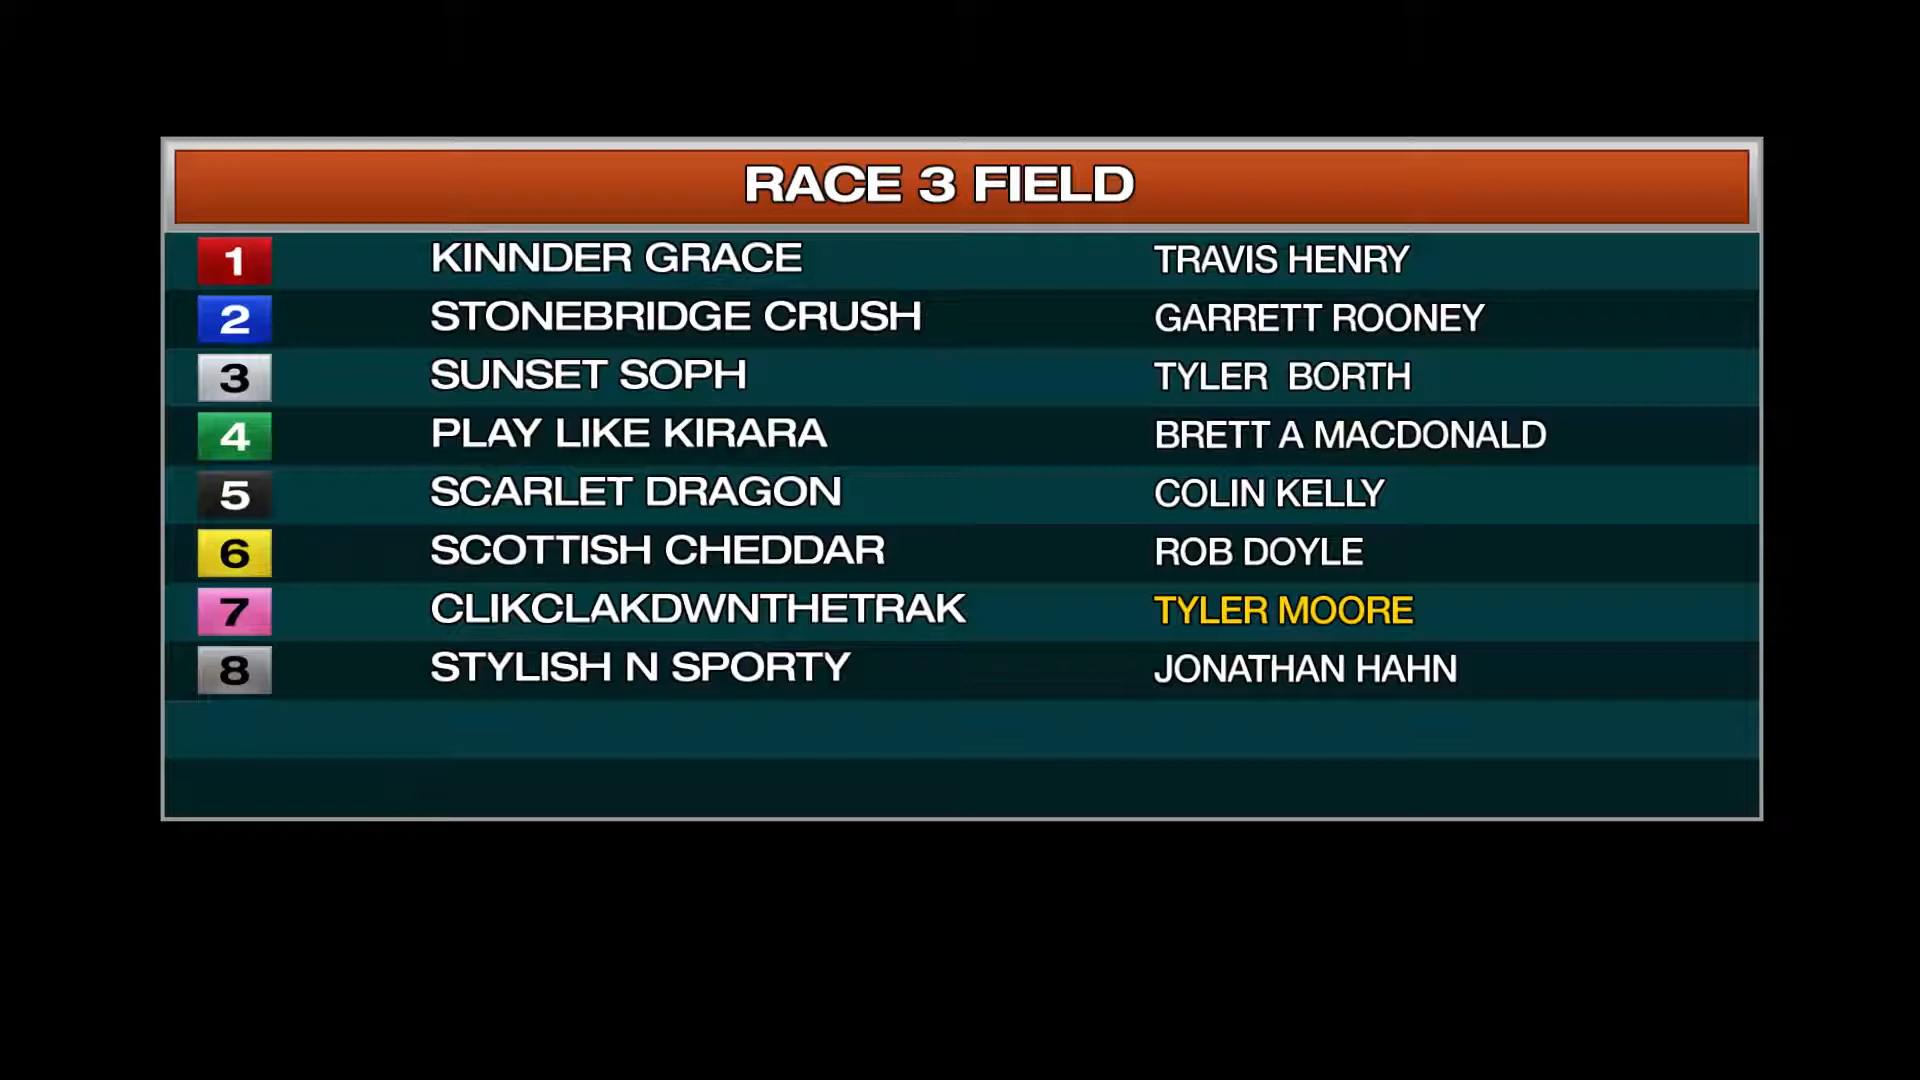 RACE 3 FIELD
1 KINNDER GRACE TRAVIS HENRY
2 STONEBRIDGE CRUSH GARRETT ROONEY
3 SUNSET SOPH TYLER BORTH
4 PLAY LIKE KIRARA BRETT A MACDONALD
5 SCARLET DRAGON COLIN KELLY
6 SCOTTISH CHEDDAR ROB DOYLE
7 CLIKCLAKDWNTHETRAK TYLER MOORE
8 STYLISH N SPORTY JONATHAN HAHN